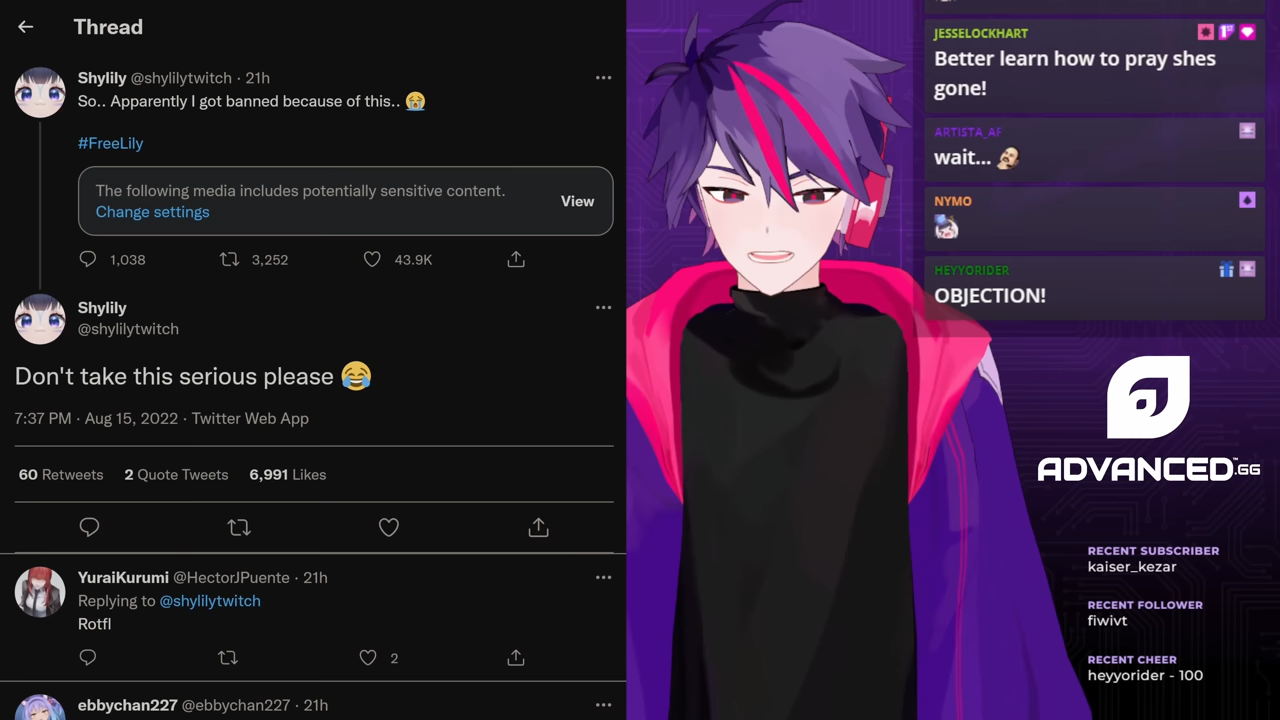 Thread
Shylily @shylilytwitch · 21h
So.. Apparently I got banned because of this.. 😭
#FreeLily
The following media includes potentially sensitive content.
Change settings
View
1,038 3,252 43.9K
Shylily
@shylilytwitch
Don't take this serious please 😂
7:37 PM · Aug 15, 2022 · Twitter Web App
60 Retweets 2 Quote Tweets 6,991 Likes
YuraiKurumi @HectorJPuente · 21h
Replying to @shylilytwitch
Rotfl
2
ebbychan227 @ebbychan227 · 21h
JESSELOCKHART
Better learn how to pray shes
gone!
ARTISTA_AF
wait...
NYMO
HEYYORIDER
OBJECTION!
ADVANCED™.GG
RECENT SUBSCRIBER
kaiser_kezar
RECENT FOLLOWER
fiwivt
RECENT CHEER
heyyorider - 100